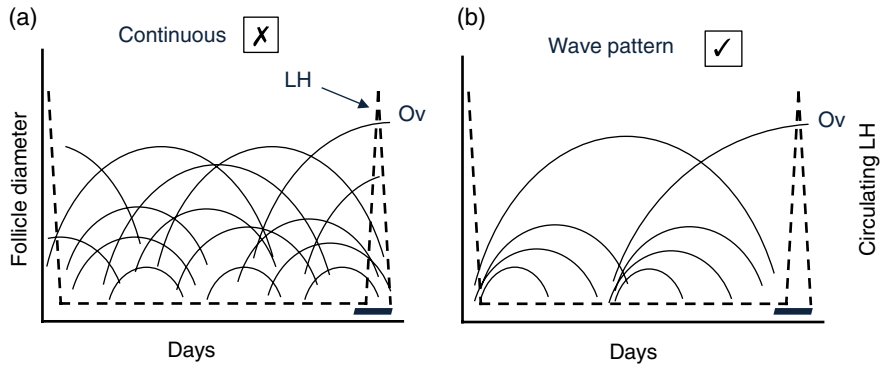 (a)
Continuous ✗
LH
Ov
Follicle diameter
Days
(b)
Wave pattern ✓
Ov
Circulating LH
Days